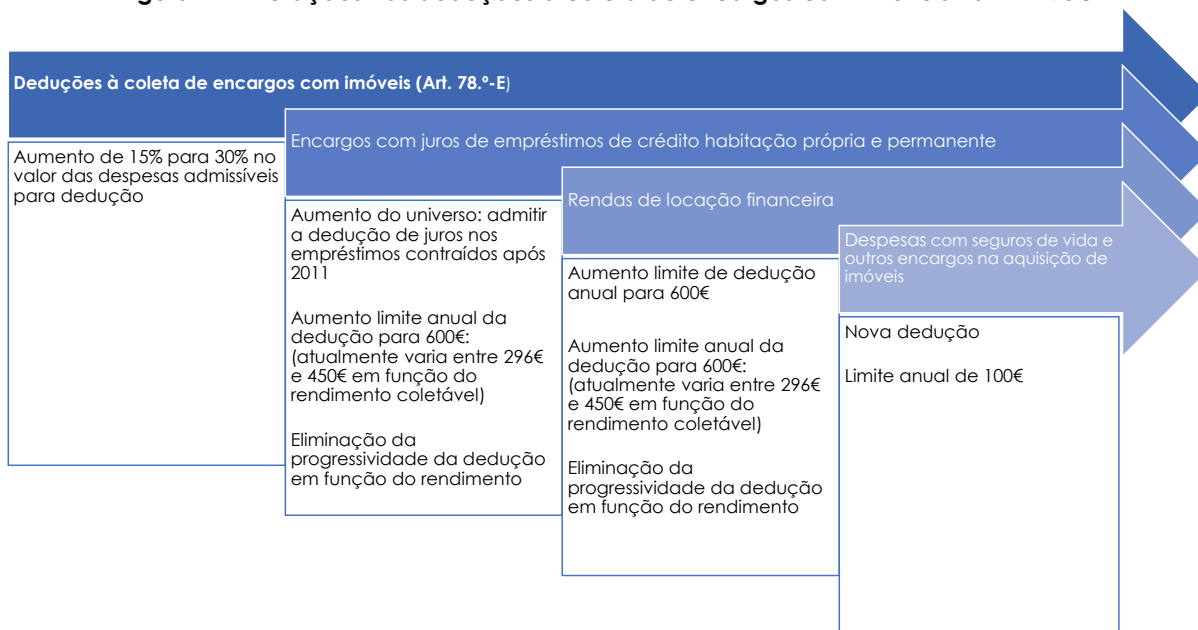 Deduções à coleta de encargos com imóveis (Art. 78.º-E)
Aumento de 15% para 30% no
valor das despesas admissíveis
para dedução
Encargos com juros de empréstimos de crédito habitação própria e permanente
Aumento do universo: admitir
a dedução de juros nos
empréstimos contraídos após
2011
Aumento limite anual da
dedução para 600€:
(atualmente varia entre 296€
e 450€ em função do
rendimento coletável)
Eliminação da
progressividade da dedução
em função do rendimento
Rendas de locação financeira
Aumento limite de dedução
anual para 600€
Aumento limite anual da
dedução para 600€:
(atualmente varia entre 296€
e 450€ em função do
rendimento coletável)
Eliminação da
progressividade da dedução
em função do rendimento
Despesas com seguros de vida e
outros encargos na aquisição de
imóveis
Nova dedução
Limite anual de 100€